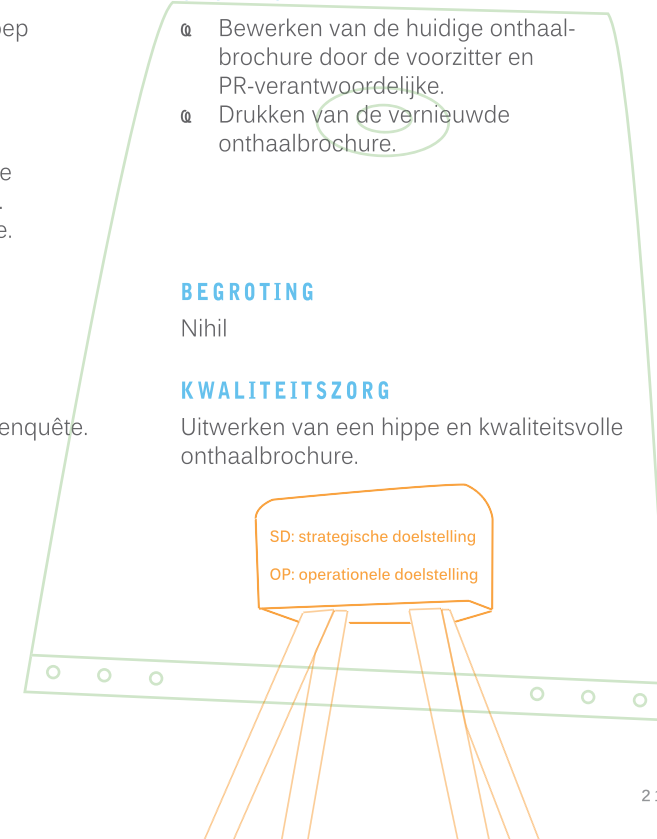 Bewerken van de huidige onthaal-
brochure door de voorzitter en
PR-verantwoordelijke.
Drukken van de vernieuwde
onthaalbrochure.
enquête.
BEGROTING
Nihil
KWALITEITSZORG
Uitwerken van een hippe en kwaliteitsvolle
onthaalbrochure.
SD: strategische doelstelling
OP: operationele doelstelling